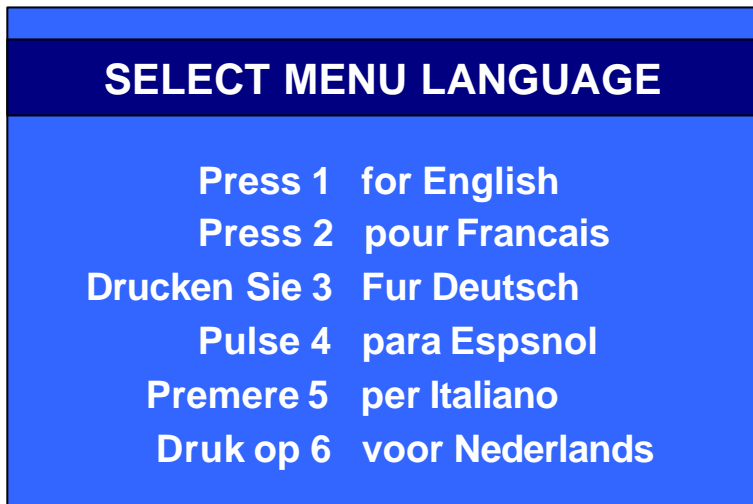 SELECT MENU LANGUAGE
Press 1 for English
Press 2 pour Francais
Drucken Sie 3 Fur Deutsch
Pulse 4 para Espsnol
Premere 5 per Italiano
Druk op 6 voor Nederlands